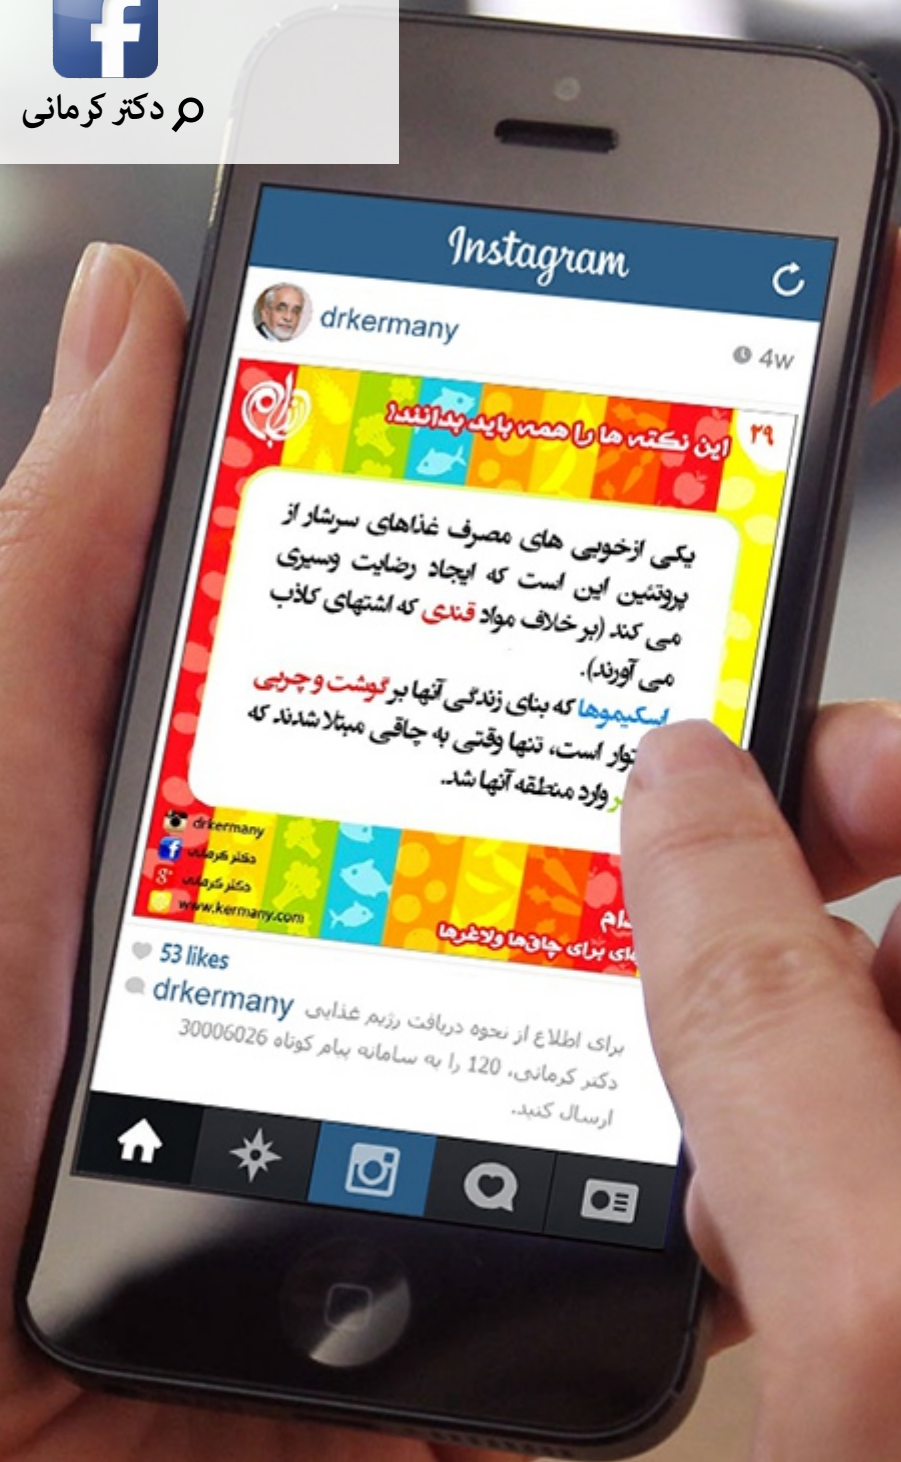 دکتر کرمانی
Instagram
drkermany
4w
۲۹
این نکته ها را همه باید بدانند!
یکی ازخوبی های مصرف غذاهای سرشار از
پروتئین این است که ایجاد رضایت وسیری
می کند (بر خلاف مواد قندی که اشتهای کاذب
می آورند).
اسکیموها که بنای زندگی آنها بر گوشت و چربی
است، تنها وقتی به چاقی مبتلا شدند که
وارد منطقه آنها شد.
drkermany
دکتر کرمانی
دکتر کرمانی
www.kermany.com
برای چاق‌ها ولاغرها
53 likes
drkermany برای اطلاع از نحوه دریافت رژیم غذایی
دکتر کرمانی، 120 را به سامانه پیام کوتاه 30006026
ارسال کنید.